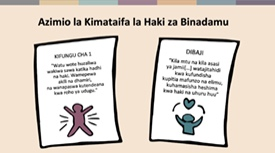 Azimio la Kimataifa la Haki za Binadamu
KIFUNGU CHA 1
"Watu wote huzaliwa
wakiwa sawa katika hadhi
na haki. Wamepewa
akili na dhamiri,
na wanapaswa kutendeana
kwa roho ya udugu."
DIBAJI
"Kila mtu na kila asasi
ya jamii[...] watajitahidi
kwa kufundisha
kupitia mafunzo na elimu,
kuhamasisha heshima
kwa haki na uhuru huu"